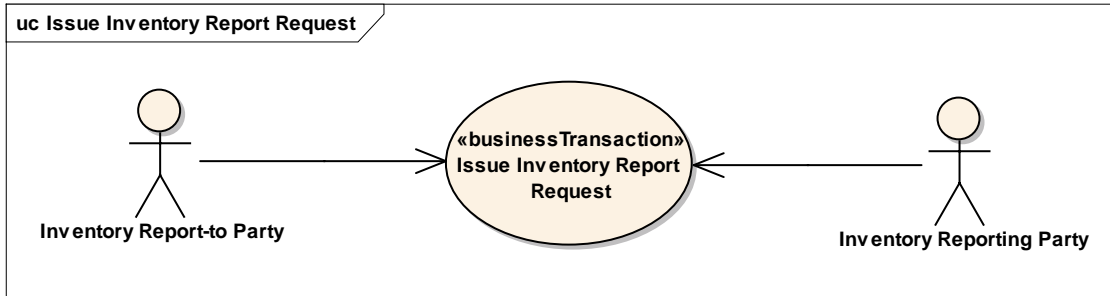 uc Issue Inventory Report Request
«businessTransaction»
Issue Inventory Report
Request
Inventory Report-to Party
Inventory Reporting Party